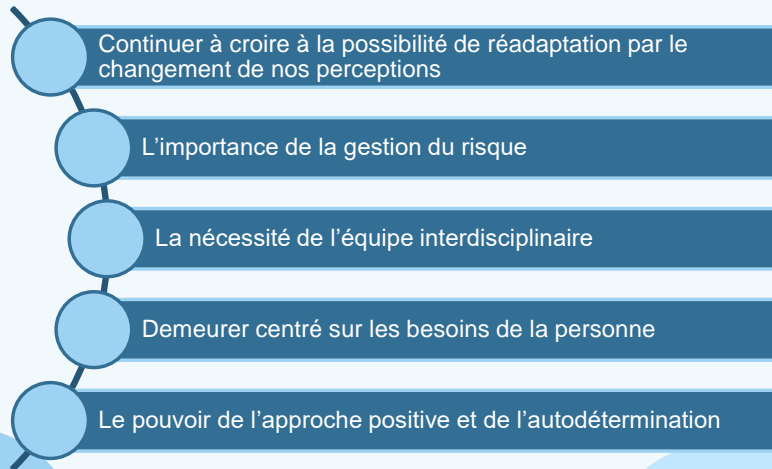 Continuer à croire à la possibilité de réadaptation par le
changement de nos perceptions
L’importance de la gestion du risque
La nécessité de l’équipe interdisciplinaire
Demeurer centré sur les besoins de la personne
Le pouvoir de l’approche positive et de l’autodétermination